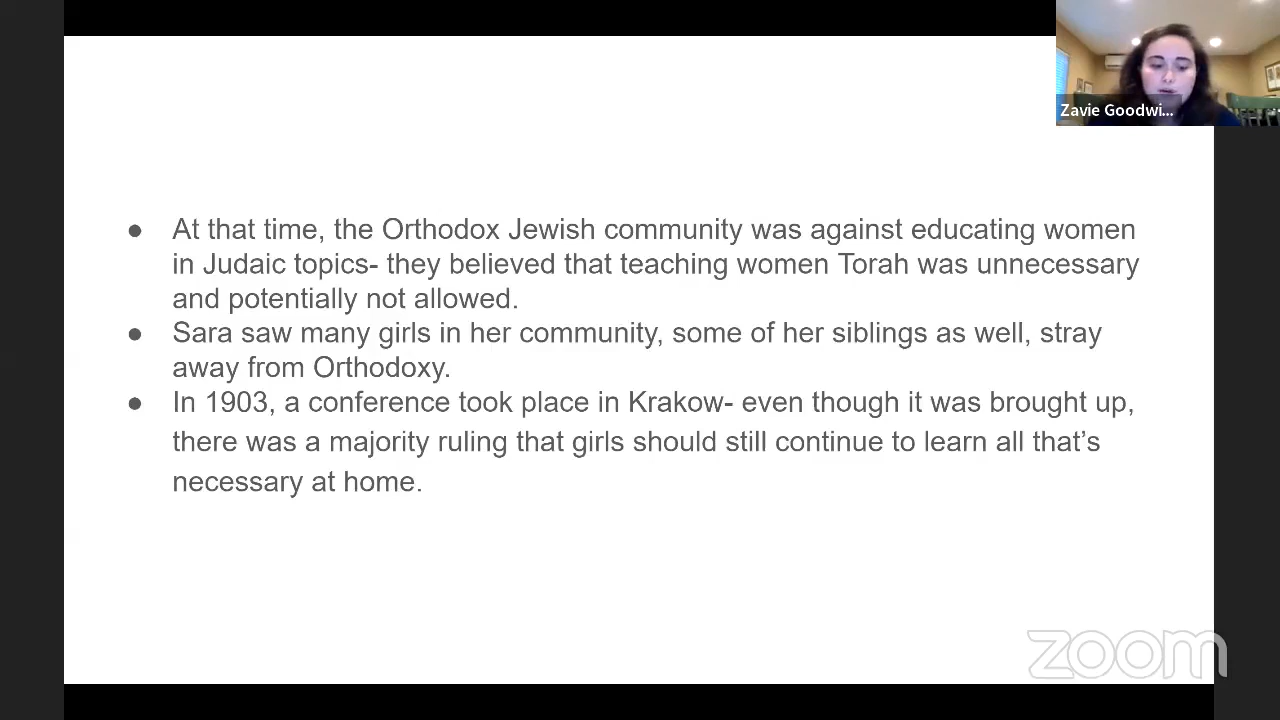 Zavie Goodwi...
● At that time, the Orthodox Jewish community was against educating women
in Judaic topics- they believed that teaching women Torah was unnecessary
and potentially not allowed.
● Sara saw many girls in her community, some of her siblings as well, stray
away from Orthodoxy.
● In 1903, a conference took place in Krakow- even though it was brought up,
there was a majority ruling that girls should still continue to learn all that’s
necessary at home.
zoom